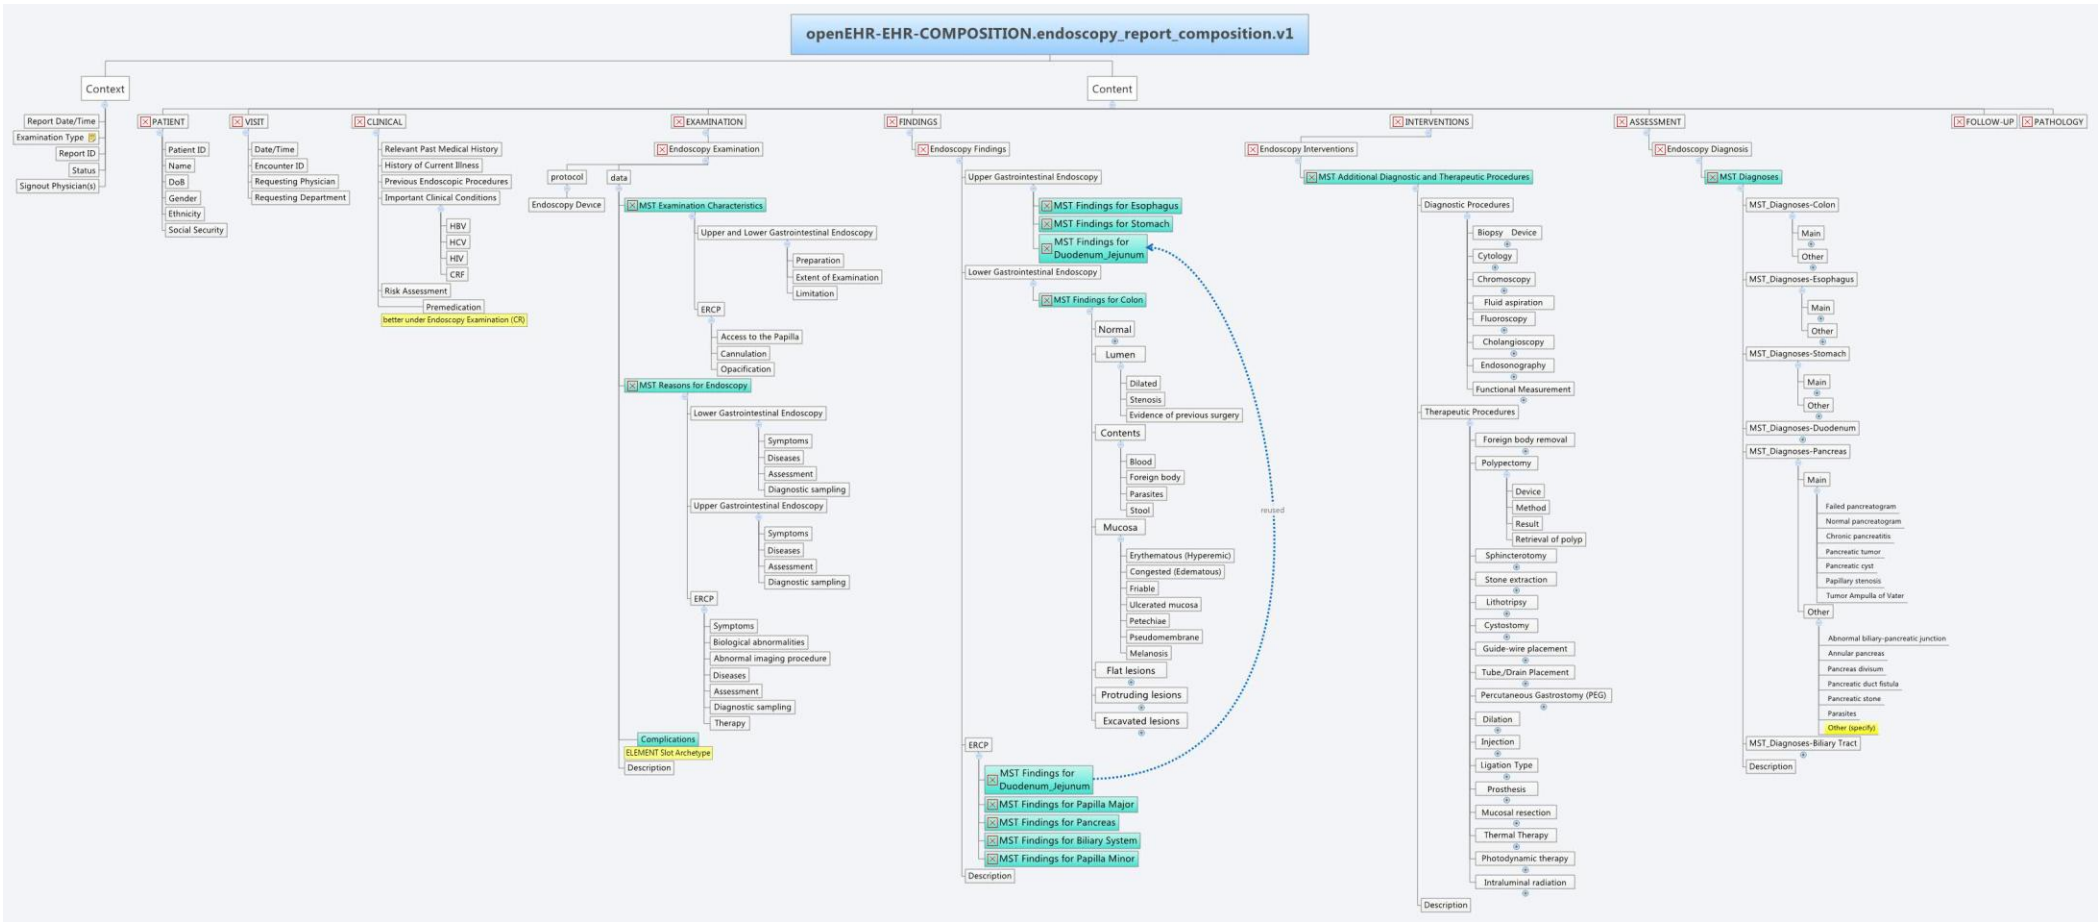 openEHR-EHR-COMPOSITION.endoscopy_report_composition.v1
Context
Report Date/Time
Examination Type
Report ID
Status
Signout Physician(s)
Content
PATIENT
Patient ID
Name
DoB
Gender
Ethnicity
Social Security
VISIT
Date/Time
Encounter ID
Requesting Physician
Requesting Department
CLINICAL
Relevant Past Medical History
History of Current Illness
Previous Endoscopic Procedures
Important Clinical Conditions
HBV
HCV
HIV
CRF
Risk Assessment
Premedication
better under Endoscopy Examination (CR)
EXAMINATION
Endoscopy Examination
protocol
Endoscopy Device
data
MST Examination Characteristics
Upper and Lower Gastrointestinal Endoscopy
Preparation
Extent of Examination
Limitation
ERCP
Access to the Papilla
Cannulation
Opacification
MST Reasons for Endoscopy
Lower Gastrointestinal Endoscopy
Symptoms
Diseases
Assessment
Diagnostic sampling
Upper Gastrointestinal Endoscopy
Symptoms
Diseases
Assessment
Diagnostic sampling
ERCP
Symptoms
Biological abnormalities
Abnormal imaging procedure
Diseases
Assessment
Diagnostic sampling
Therapy
Complications
ELEMENT Slot Archetype
Description
FINDINGS
Endoscopy Findings
Upper Gastrointestinal Endoscopy
MST Findings for Esophagus
MST Findings for Stomach
MST Findings for
Duodenum_Jejunum
Lower Gastrointestinal Endoscopy
MST Findings for Colon
Normal
Lumen
Dilated
Stenosis
Evidence of previous surgery
Contents
Blood
Foreign body
Parasites
Stool
Mucosa
Erythematous (Hyperemic)
Congested (Edematous)
Friable
Ulcerated mucosa
Petechiae
Pseudomembrane
Melanosis
Flat lesions
Protruding lesions
Excavated lesions
reused
ERCP
MST Findings for
Duodenum_Jejunum
MST Findings for Papilla Major
MST Findings for Pancreas
MST Findings for Biliary System
MST Findings for Papilla Minor
Description
INTERVENTIONS
Endoscopy Interventions
MST Additional Diagnostic and Therapeutic Procedures
Diagnostic Procedures
Biopsy Device
Cytology
Chromoscopy
Fluid aspiration
Fluoroscopy
Cholangioscopy
Endosonography
Functional Measurement
Therapeutic Procedures
Foreign body removal
Polypectomy
Device
Method
Result
Retrieval of polyp
Sphincterotomy
Stone extraction
Lithotripsy
Cystostomy
Guide-wire placement
Tube,/Drain Placement
Percutaneous Gastrostomy (PEG)
Dilation
Injection
Ligation Type
Prosthesis
Mucosal resection
Thermal Therapy
Photodynamic therapy
Intraluminal radiation
Description
ASSESSMENT
Endoscopy Diagnosis
MST Diagnoses
MST_Diagnoses-Colon
Main
Other
MST_Diagnoses-Esophagus
Main
Other
MST_Diagnoses-Stomach
Main
Other
MST_Diagnoses-Duodenum
MST_Diagnoses-Pancreas
Main
Failed pancreatogram
Normal pancreatogram
Chronic pancreatitis
Pancreatic tumor
Pancreatic cyst
Papillary stenosis
Tumor Ampulla of Vater
Other
Abnormal biliary-pancreatic junction
Annular pancreas
Pancreas divisum
Pancreatic duct fistula
Pancreatic stone
Parasites
Other (specify)
MST_Diagnoses-Biliary Tract
Description
FOLLOW-UP
PATHOLOGY